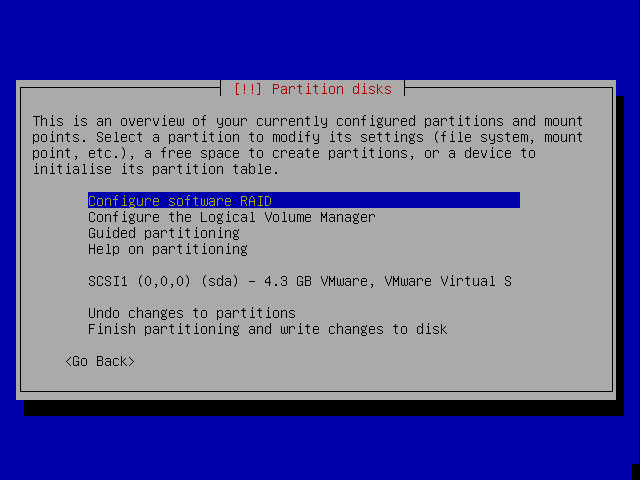 [!!] Partition disks
This is an overview of your currently configured partitions and mount
points. Select a partition to modify its settings (file system, mount
point, etc.), a free space to create partitions, or a device to
initialise its partition table.
Configure software RAID
Configure the Logical Volume Manager
Guided partitioning
Help on partitioning
SCSI1 (0,0,0) (sda) - 4.3 GB VMware, VMware Virtual S
Undo changes to partitions
Finish partitioning and write changes to disk
<Go Back>